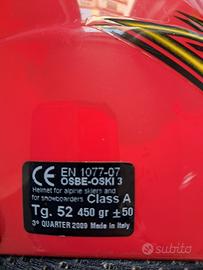 CE EN 1077-07
OSBE-OSKI 3
Helmet for alpine skiers and
for snowboarders Class A
Tg. 52 450 gr ±50
3° QUARTER 2009 Made in Italy
subito